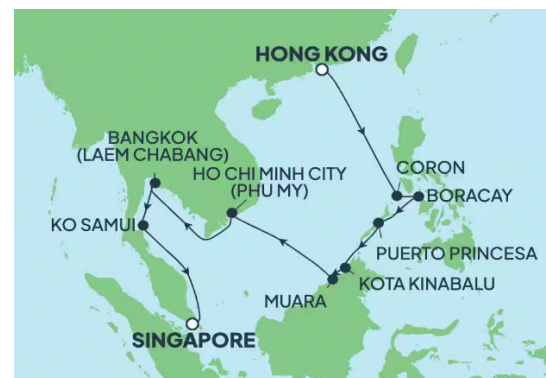 HONG KONG
BANGKOK
(LAEM CHABANG)
HO CHI MINH CITY
(PHU MY)
CORON
BORACAY
KO SAMUI
PUERTO PRINCESA
KOTA KINABALU
MUARA
SINGAPORE